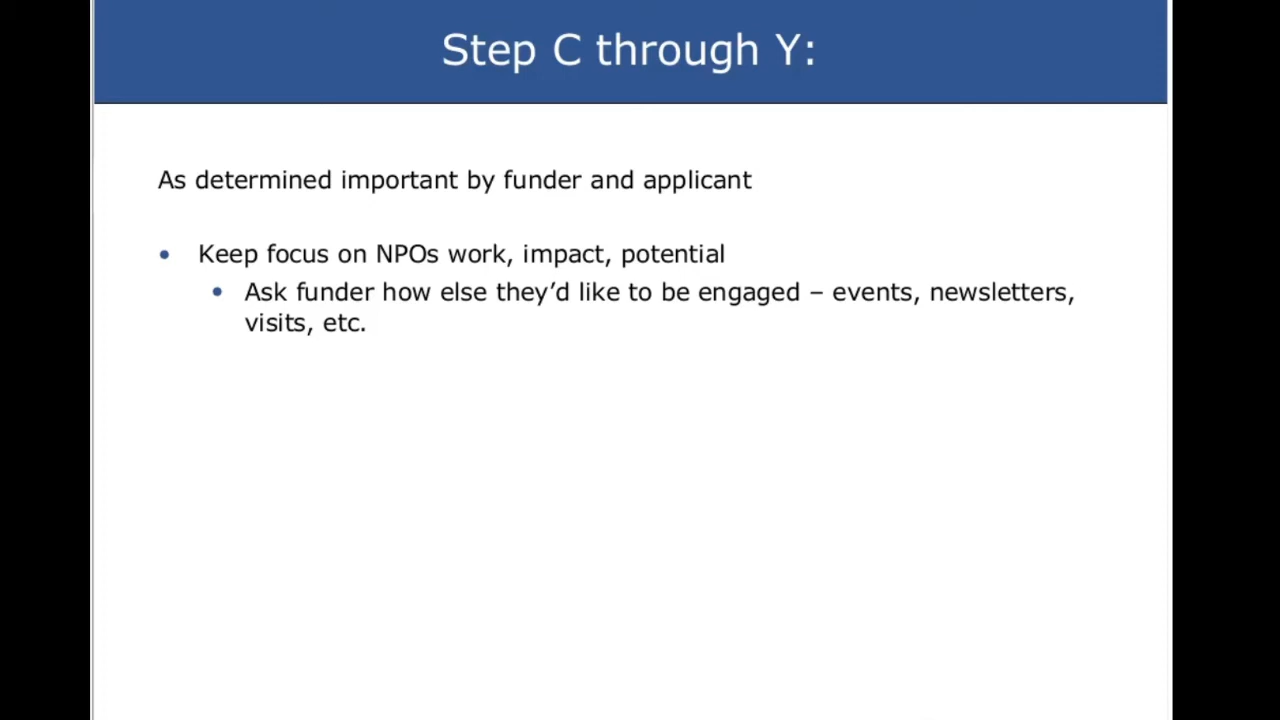 Step C through Y:
As determined important by funder and applicant
• Keep focus on NPOs work, impact, potential
• Ask funder how else they’d like to be engaged – events, newsletters,
visits, etc.